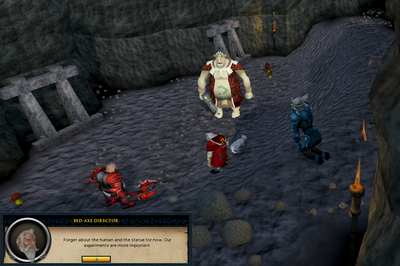 RED AXE DIRECTOR
Forget about the human and the statue for now. Our
experiments are more important.